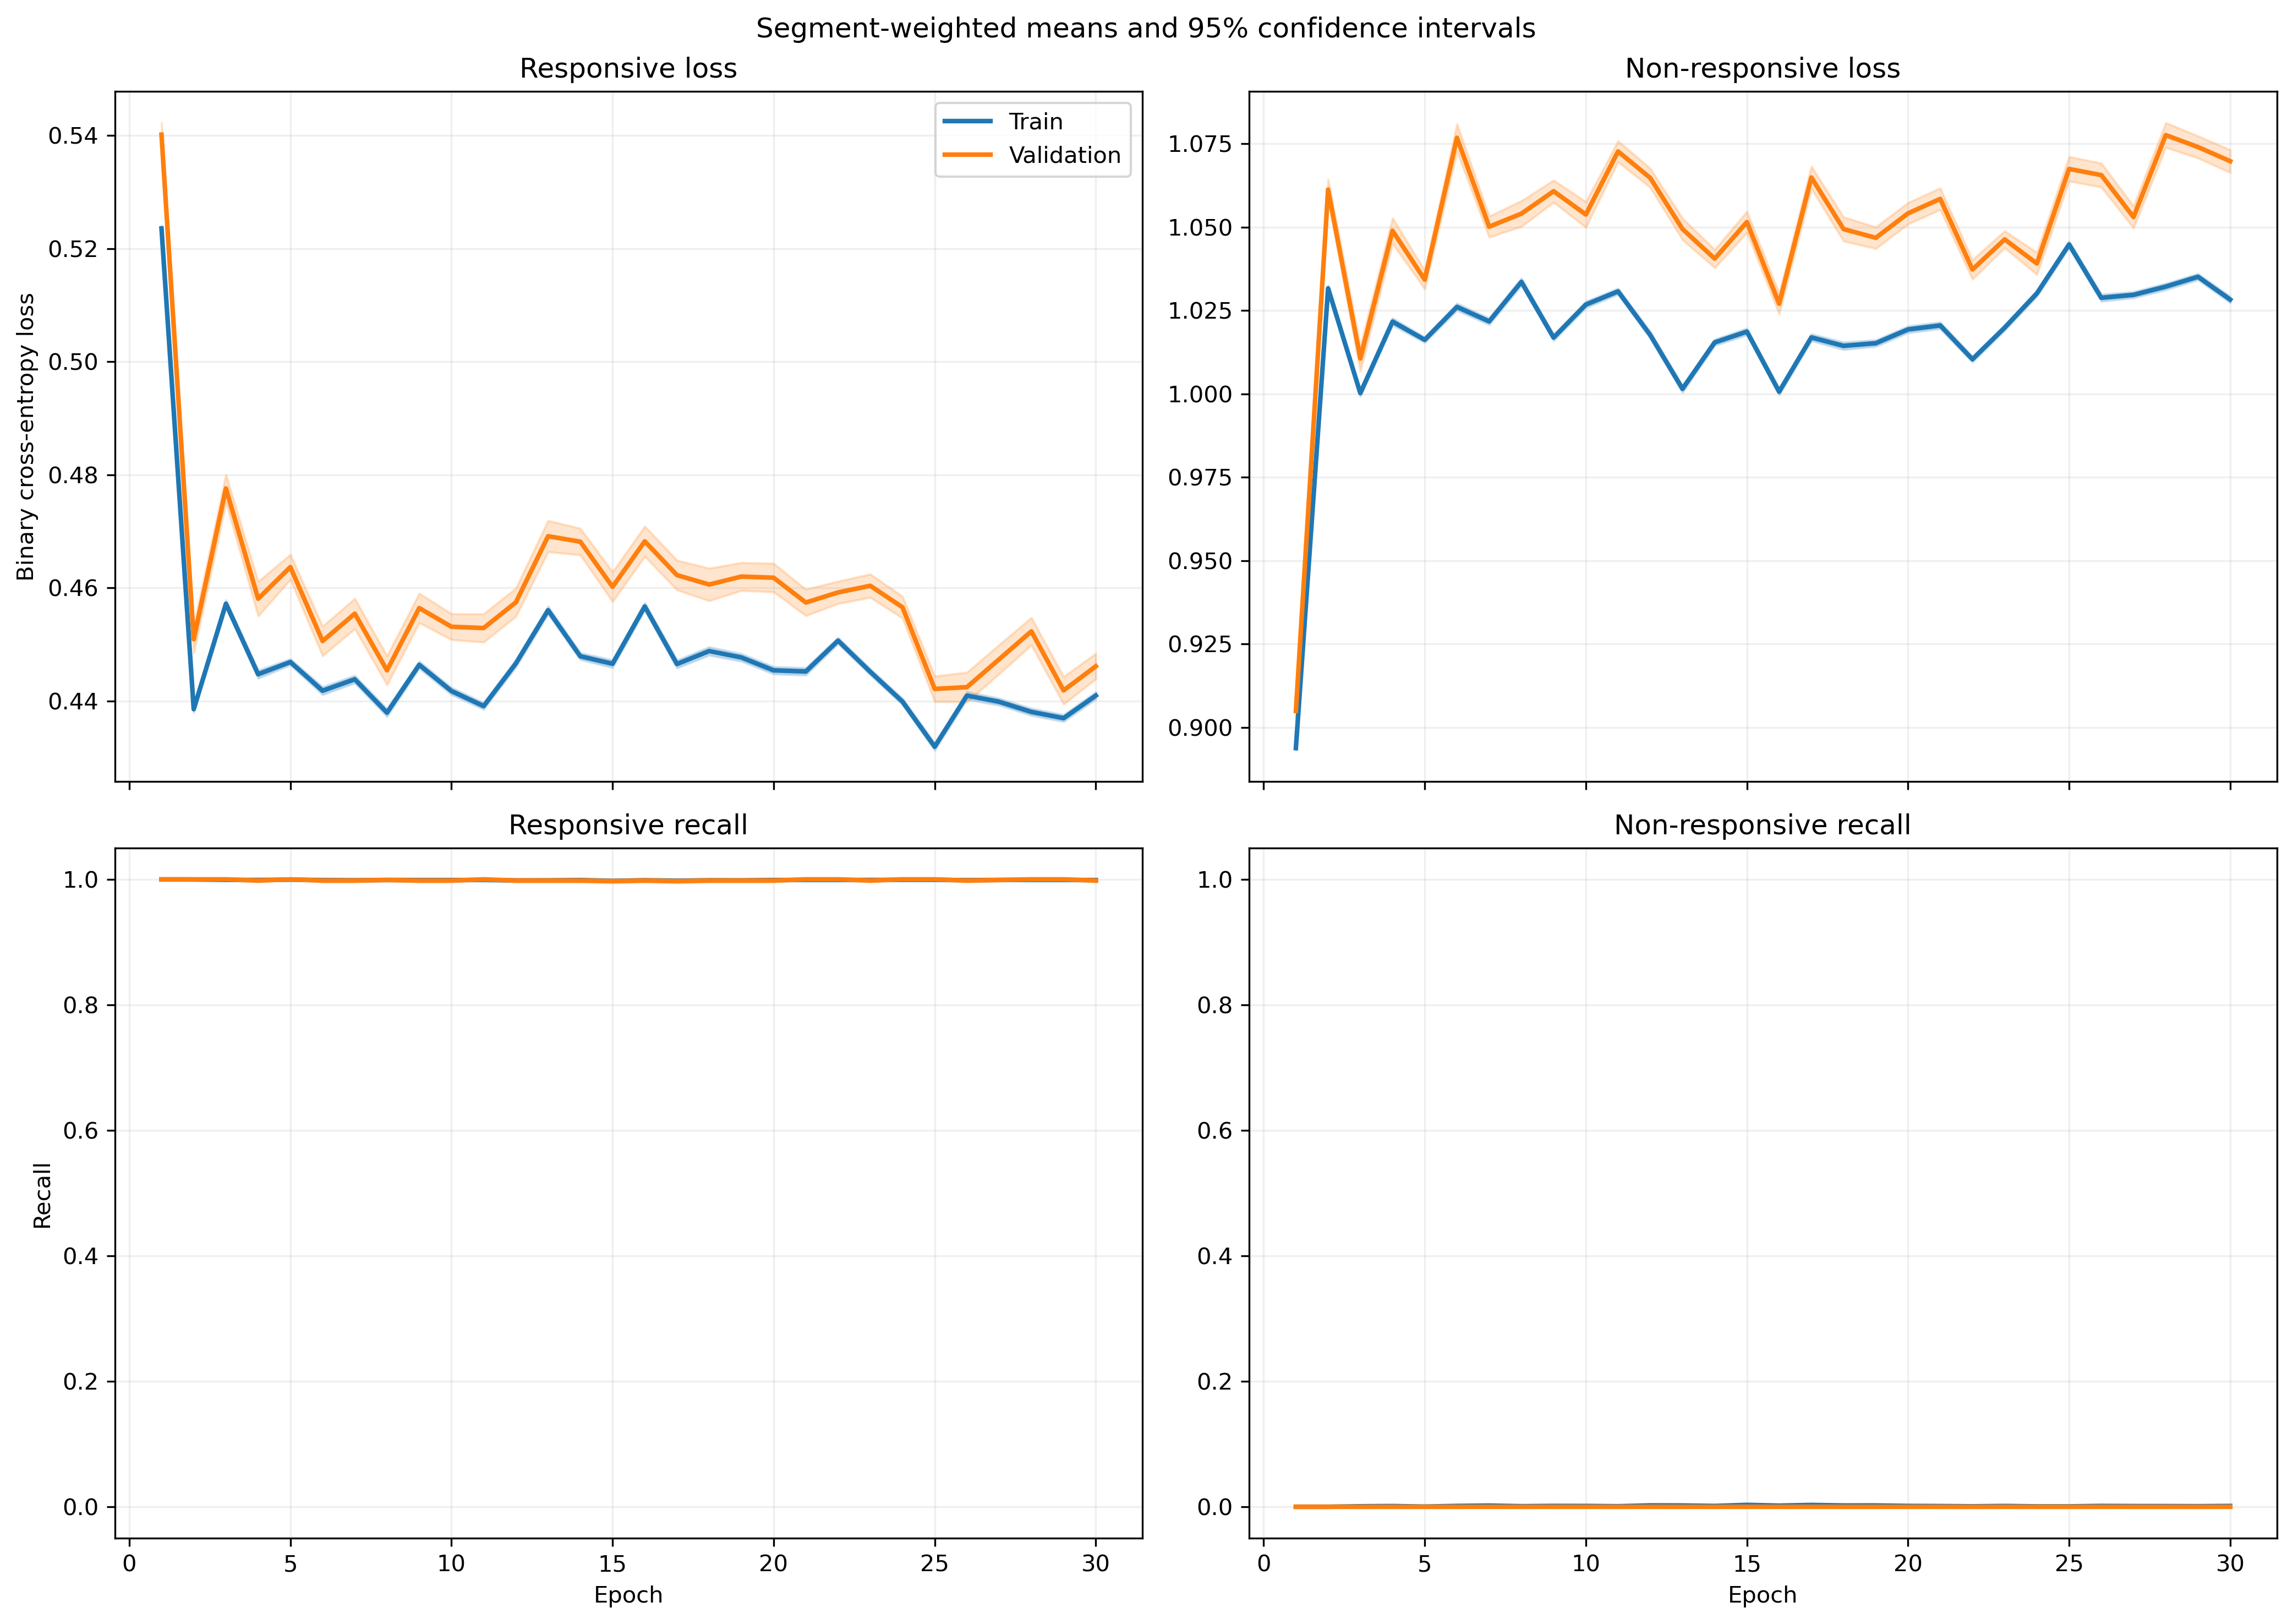 Segment-weighted means and 95% confidence intervals
Responsive loss
Non-responsive loss
Train
Validation
Binary cross-entropy loss
0.54
0.52
0.50
0.48
0.46
0.44
1.075
1.050
1.025
1.000
0.975
0.950
0.925
0.900
Responsive recall
Non-responsive recall
Recall
1.0
0.8
0.6
0.4
0.2
0.0
1.0
0.8
0.6
0.4
0.2
0.0
0 5 10 15 20 25 30
0 5 10 15 20 25 30
Epoch
Epoch